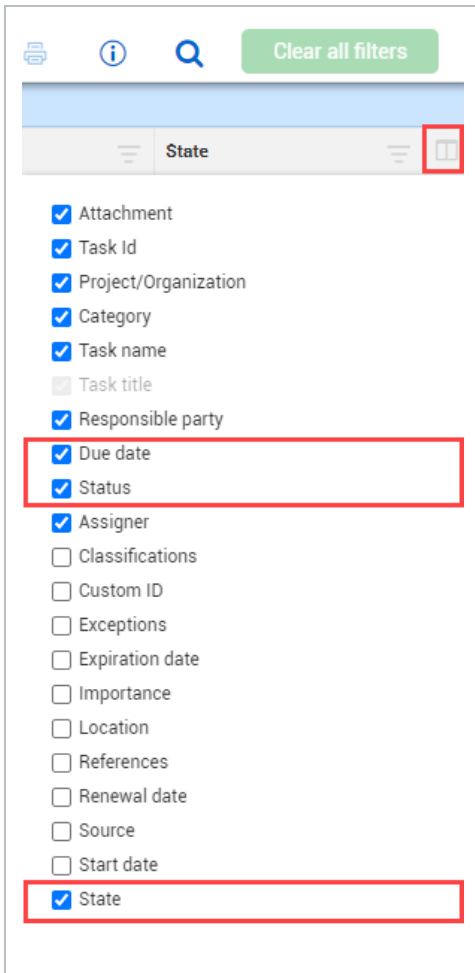 Clear all filters
State
Attachment
Task Id
Project/Organization
Category
Task name
Task title
Responsible party
Due date
Status
Assigner
Classifications
Custom ID
Exceptions
Expiration date
Importance
Location
References
Renewal date
Source
Start date
State